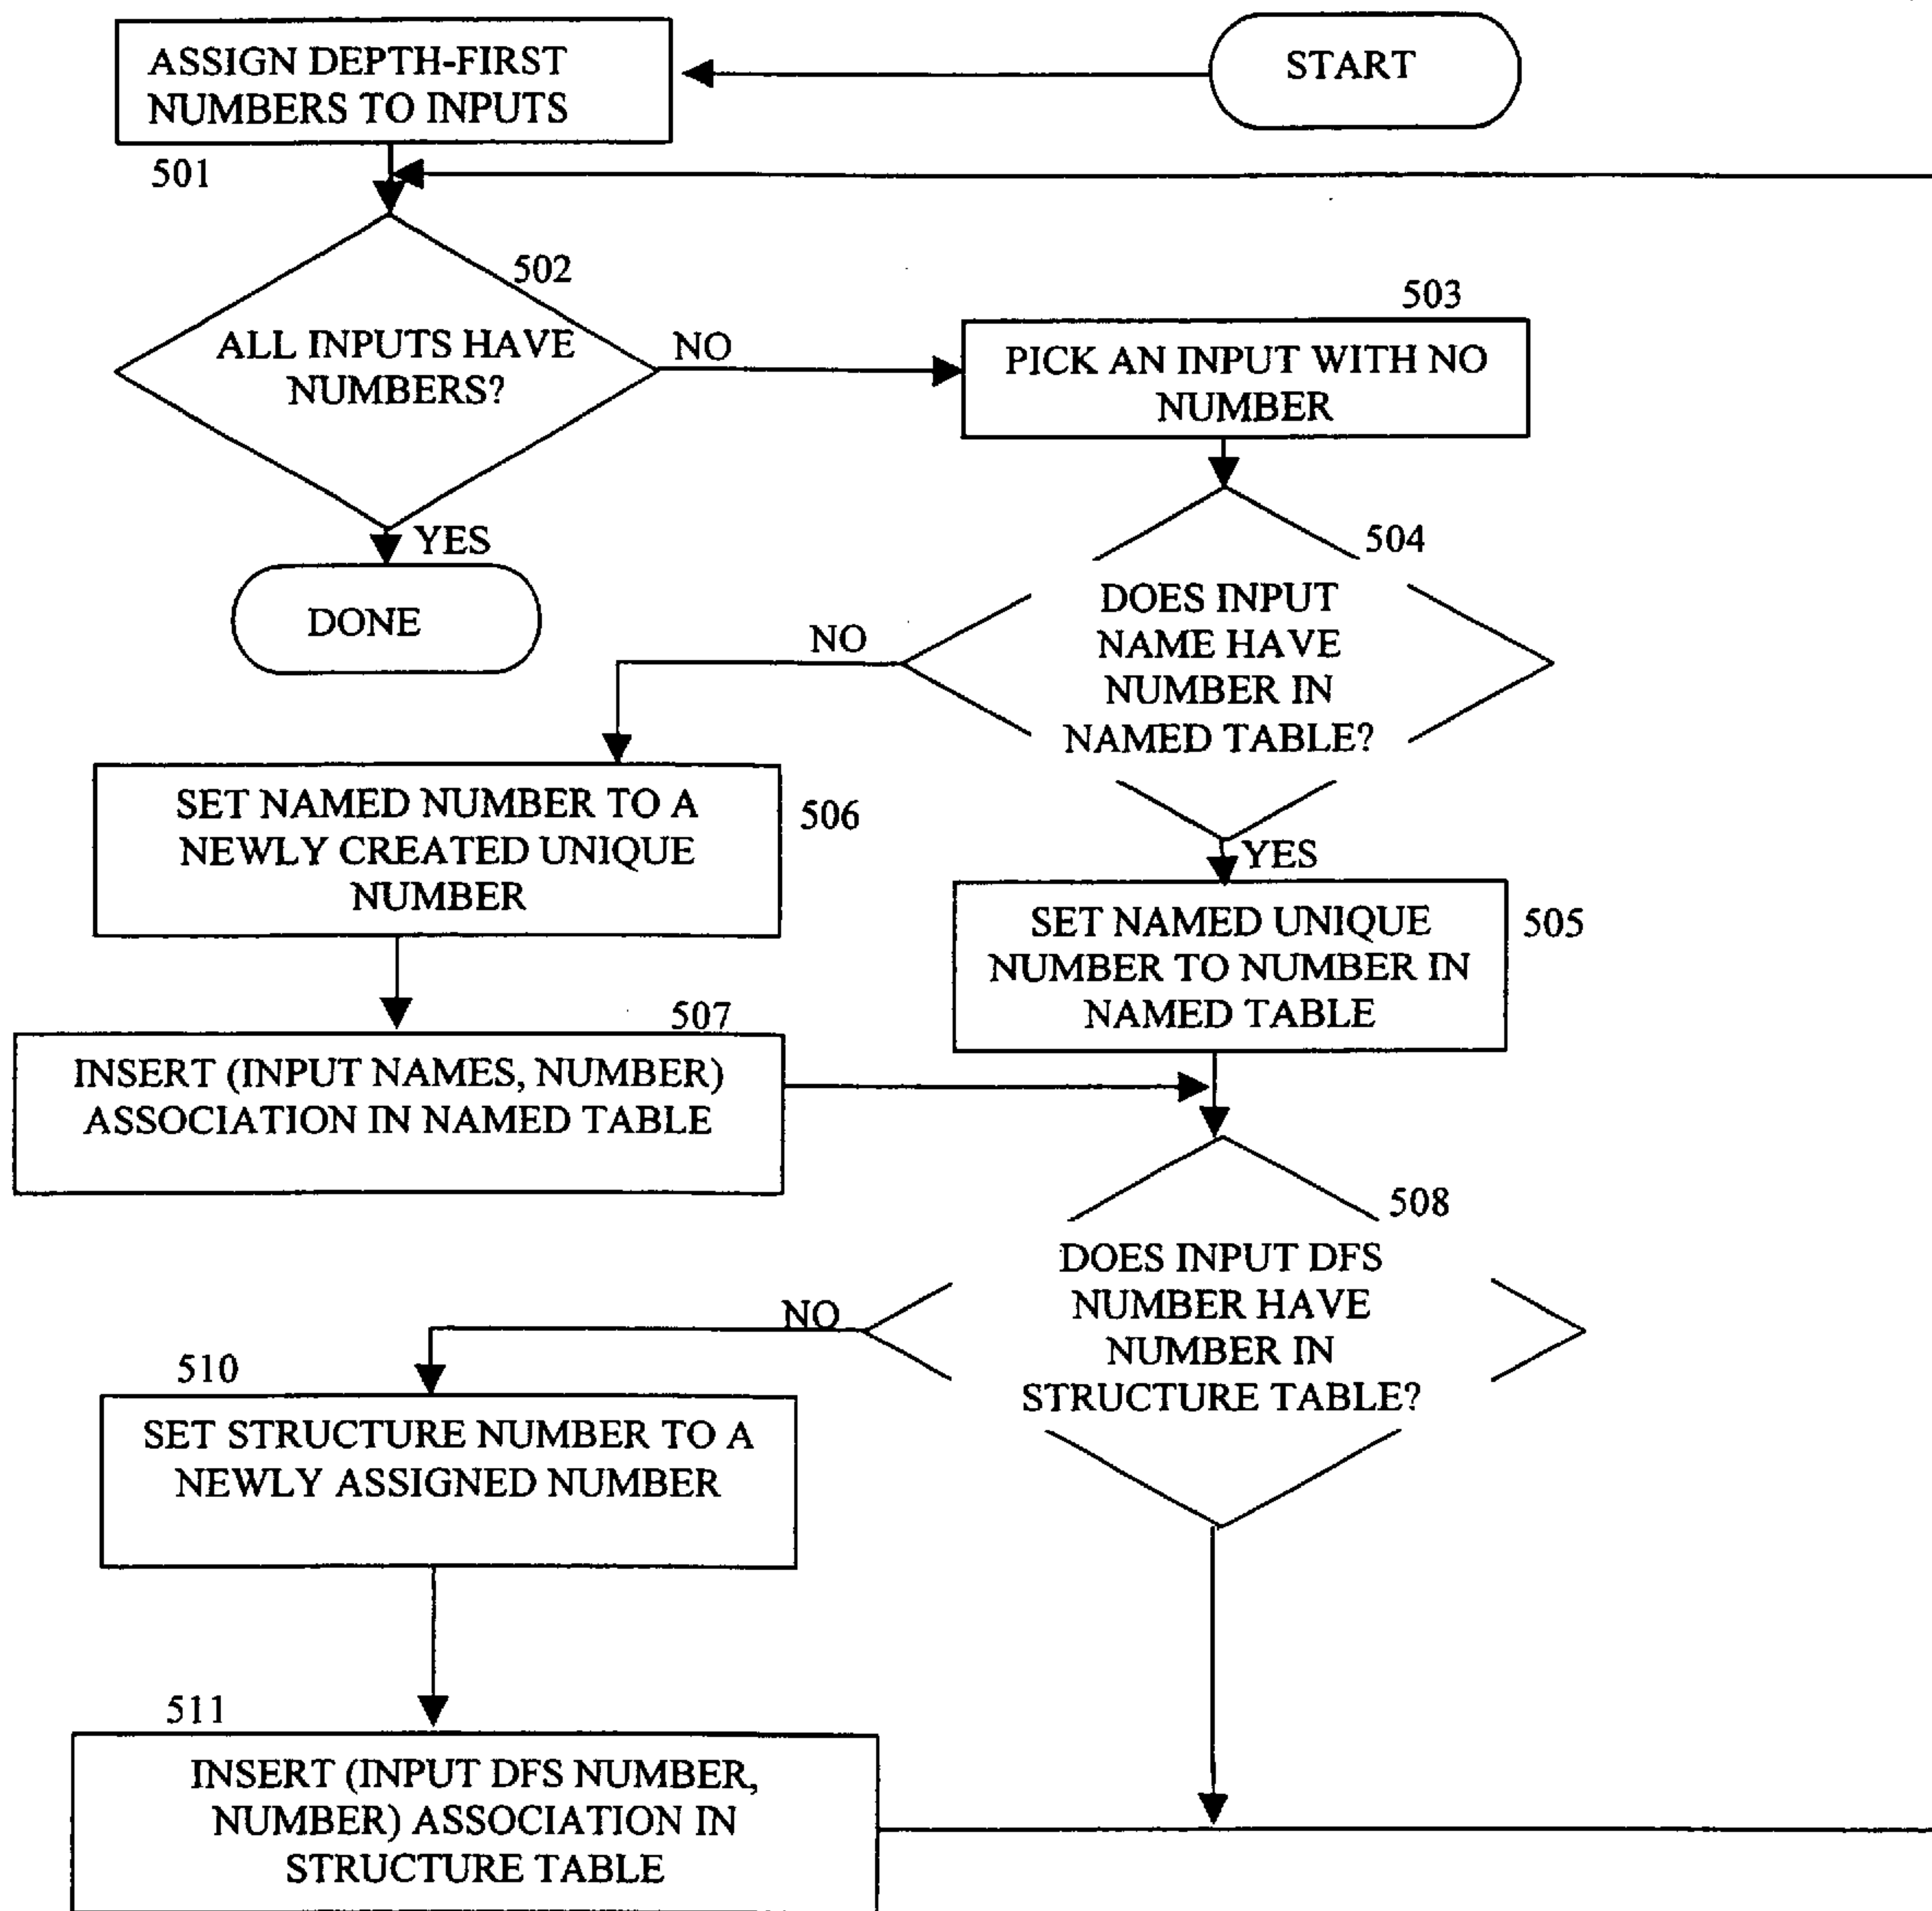 START
ASSIGN DEPTH-FIRST
NUMBERS TO INPUTS
501
502
ALL INPUTS HAVE
NUMBERS?
NO
YES
DONE
503
PICK AN INPUT WITH NO
NUMBER
504
DOES INPUT
NAME HAVE
NUMBER IN
NAMED TABLE?
NO
YES
SET NAMED NUMBER TO A
NEWLY CREATED UNIQUE
NUMBER
506
SET NAMED UNIQUE
NUMBER TO NUMBER IN
NAMED TABLE
505
507
INSERT (INPUT NAMES, NUMBER)
ASSOCIATION IN NAMED TABLE
508
DOES INPUT DFS
NUMBER HAVE
NUMBER IN
STRUCTURE TABLE?
NO
510
SET STRUCTURE NUMBER TO A
NEWLY ASSIGNED NUMBER
511
INSERT (INPUT DFS NUMBER,
NUMBER) ASSOCIATION IN
STRUCTURE TABLE